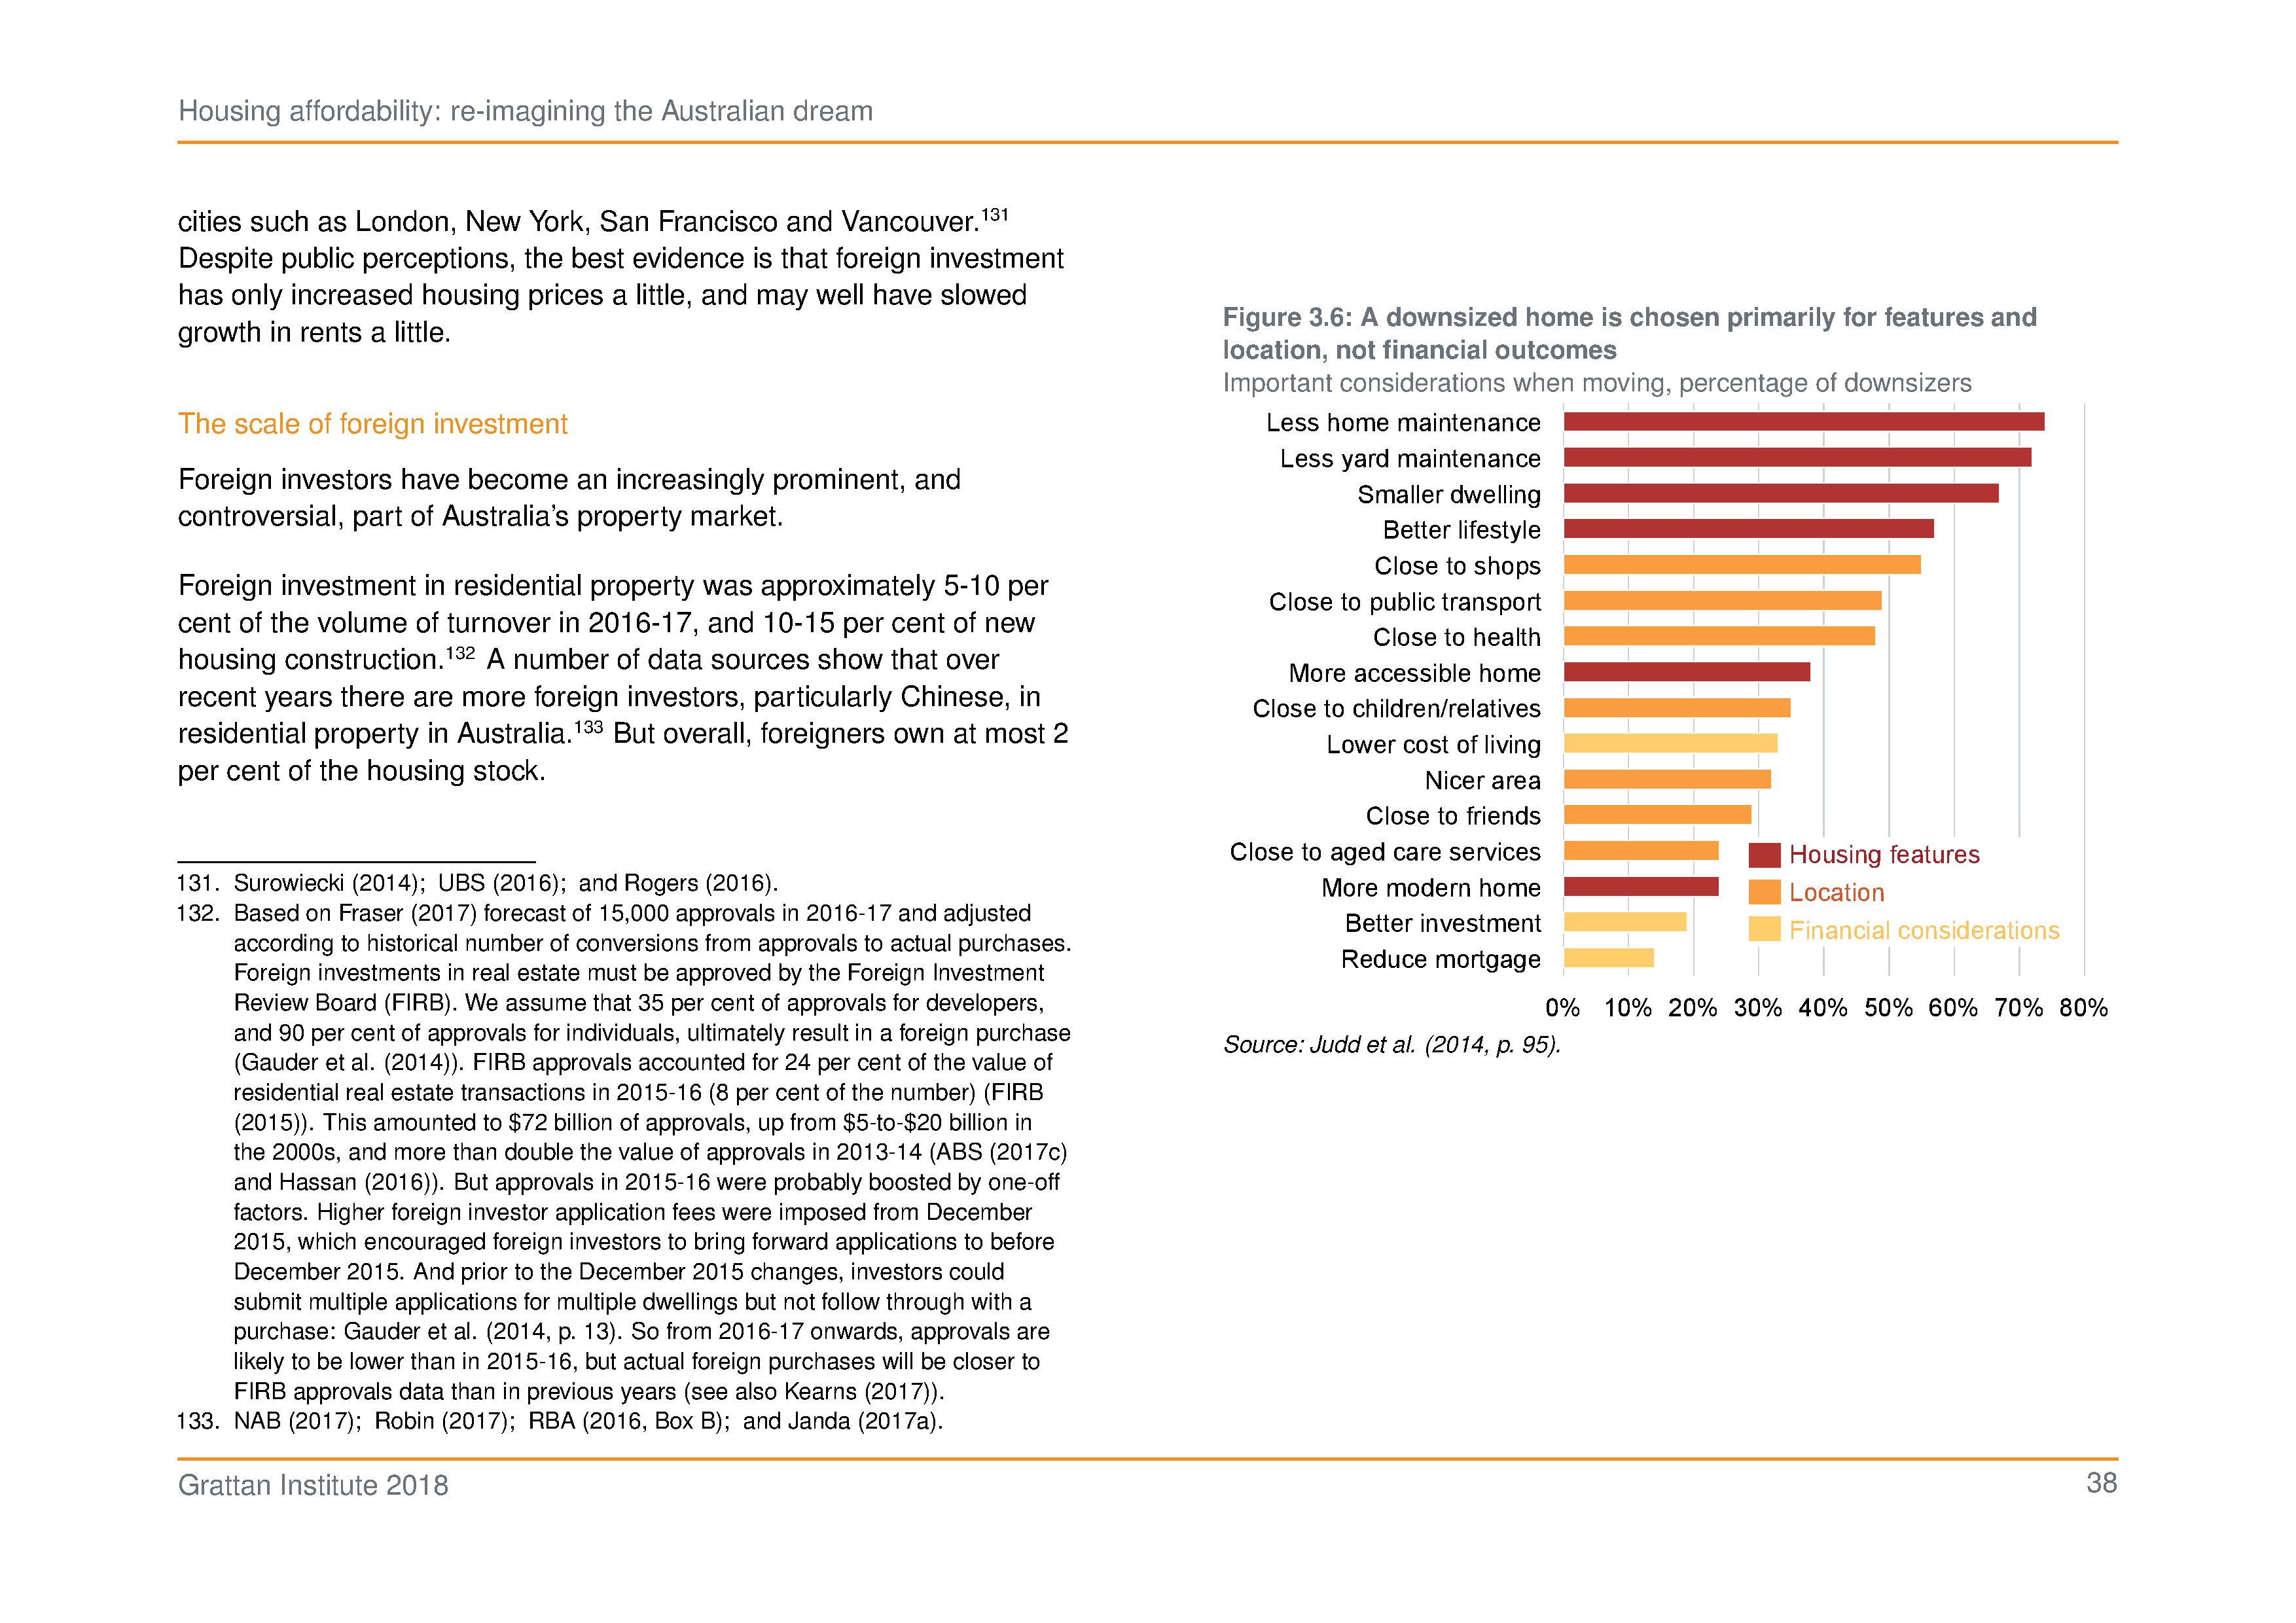 Housing affordability: re-imagining the Australian dream
cities such as London, New York, San Francisco and Vancouver.131
Despite public perceptions, the best evidence is that foreign investment
has only increased housing prices a little, and may well have slowed
growth in rents a little.
The scale of foreign investment
Foreign investors have become an increasingly prominent, and
controversial, part of Australia’s property market.
Foreign investment in residential property was approximately 5-10 per
cent of the volume of turnover in 2016-17, and 10-15 per cent of new
housing construction.132 A number of data sources show that over
recent years there are more foreign investors, particularly Chinese, in
residential property in Australia.133 But overall, foreigners own at most 2
per cent of the housing stock.
131. Surowiecki (2014); UBS (2016); and Rogers (2016).
132. Based on Fraser (2017) forecast of 15,000 approvals in 2016-17 and adjusted
according to historical number of conversions from approvals to actual purchases.
Foreign investments in real estate must be approved by the Foreign Investment
Review Board (FIRB). We assume that 35 per cent of approvals for developers,
and 90 per cent of approvals for individuals, ultimately result in a foreign purchase
(Gauder et al. (2014)). FIRB approvals accounted for 24 per cent of the value of
residential real estate transactions in 2015-16 (8 per cent of the number) (FIRB
(2015)). This amounted to $72 billion of approvals, up from $5-to-$20 billion in
the 2000s, and more than double the value of approvals in 2013-14 (ABS (2017c)
and Hassan (2016)). But approvals in 2015-16 were probably boosted by one-off
factors. Higher foreign investor application fees were imposed from December
2015, which encouraged foreign investors to bring forward applications to before
December 2015. And prior to the December 2015 changes, investors could
submit multiple applications for multiple dwellings but not follow through with a
purchase: Gauder et al. (2014, p. 13). So from 2016-17 onwards, approvals are
likely to be lower than in 2015-16, but actual foreign purchases will be closer to
FIRB approvals data than in previous years (see also Kearns (2017)).
133. NAB (2017); Robin (2017); RBA (2016, Box B); and Janda (2017a).
Figure 3.6: A downsized home is chosen primarily for features and
location, not financial outcomes
Important considerations when moving, percentage of downsizers
Less home maintenance
Less yard maintenance
Smaller dwelling
Better lifestyle
Close to shops
Close to public transport
Close to health
More accessible home
Close to children/relatives
Lower cost of living
Nicer area
Close to friends
Close to aged care services
More modern home
Better investment
Reduce mortgage
Housing features
Location
Financial considerations
0% 10% 20% 30% 40% 50% 60% 70% 80%
Source: Judd et al. (2014, p. 95).
Grattan Institute 2018
38